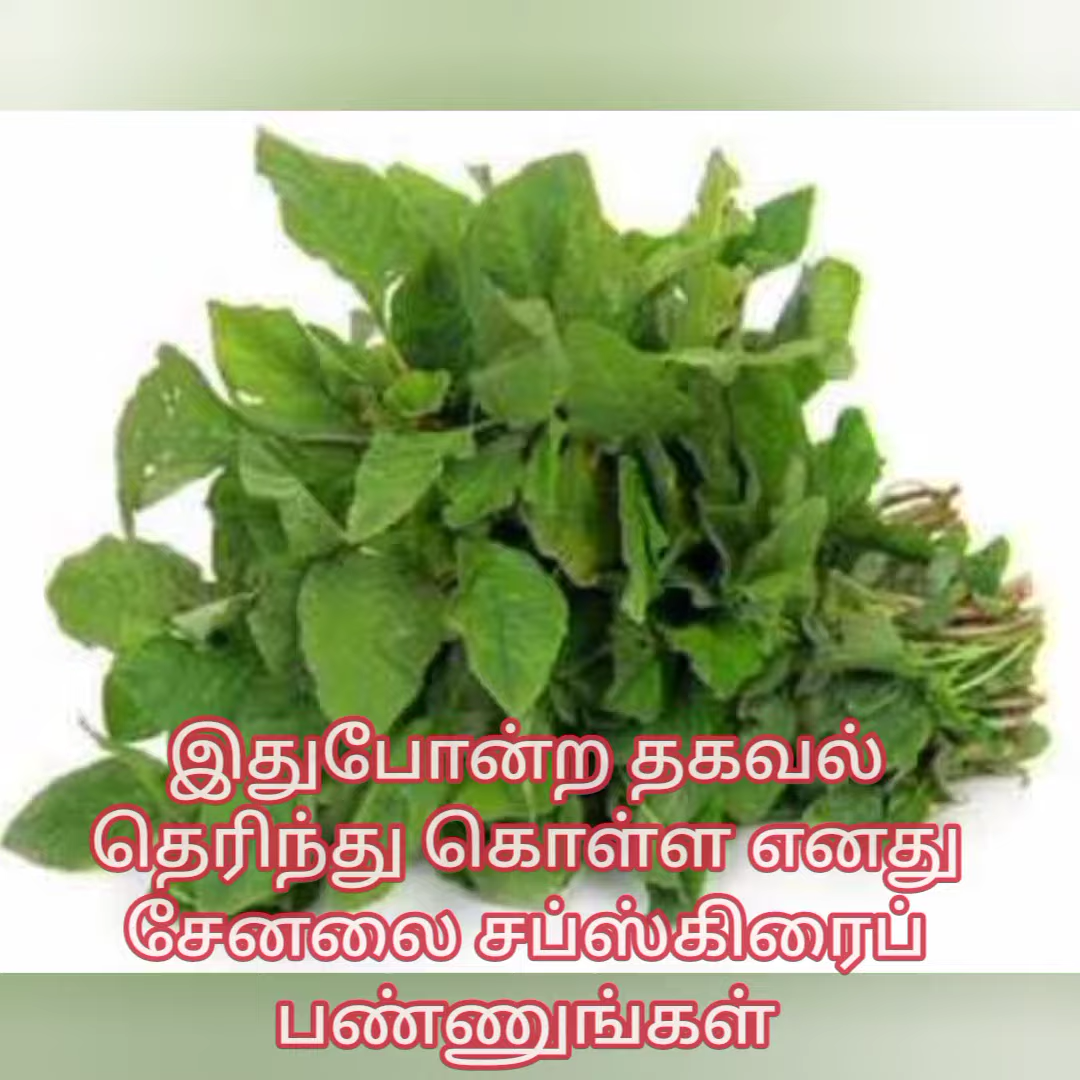 இதுபோன்ற தகவல்
தெரிந்து கொள்ள எனது
சேனலை சப்ஸ்கிரைப்
பண்ணுங்கள்